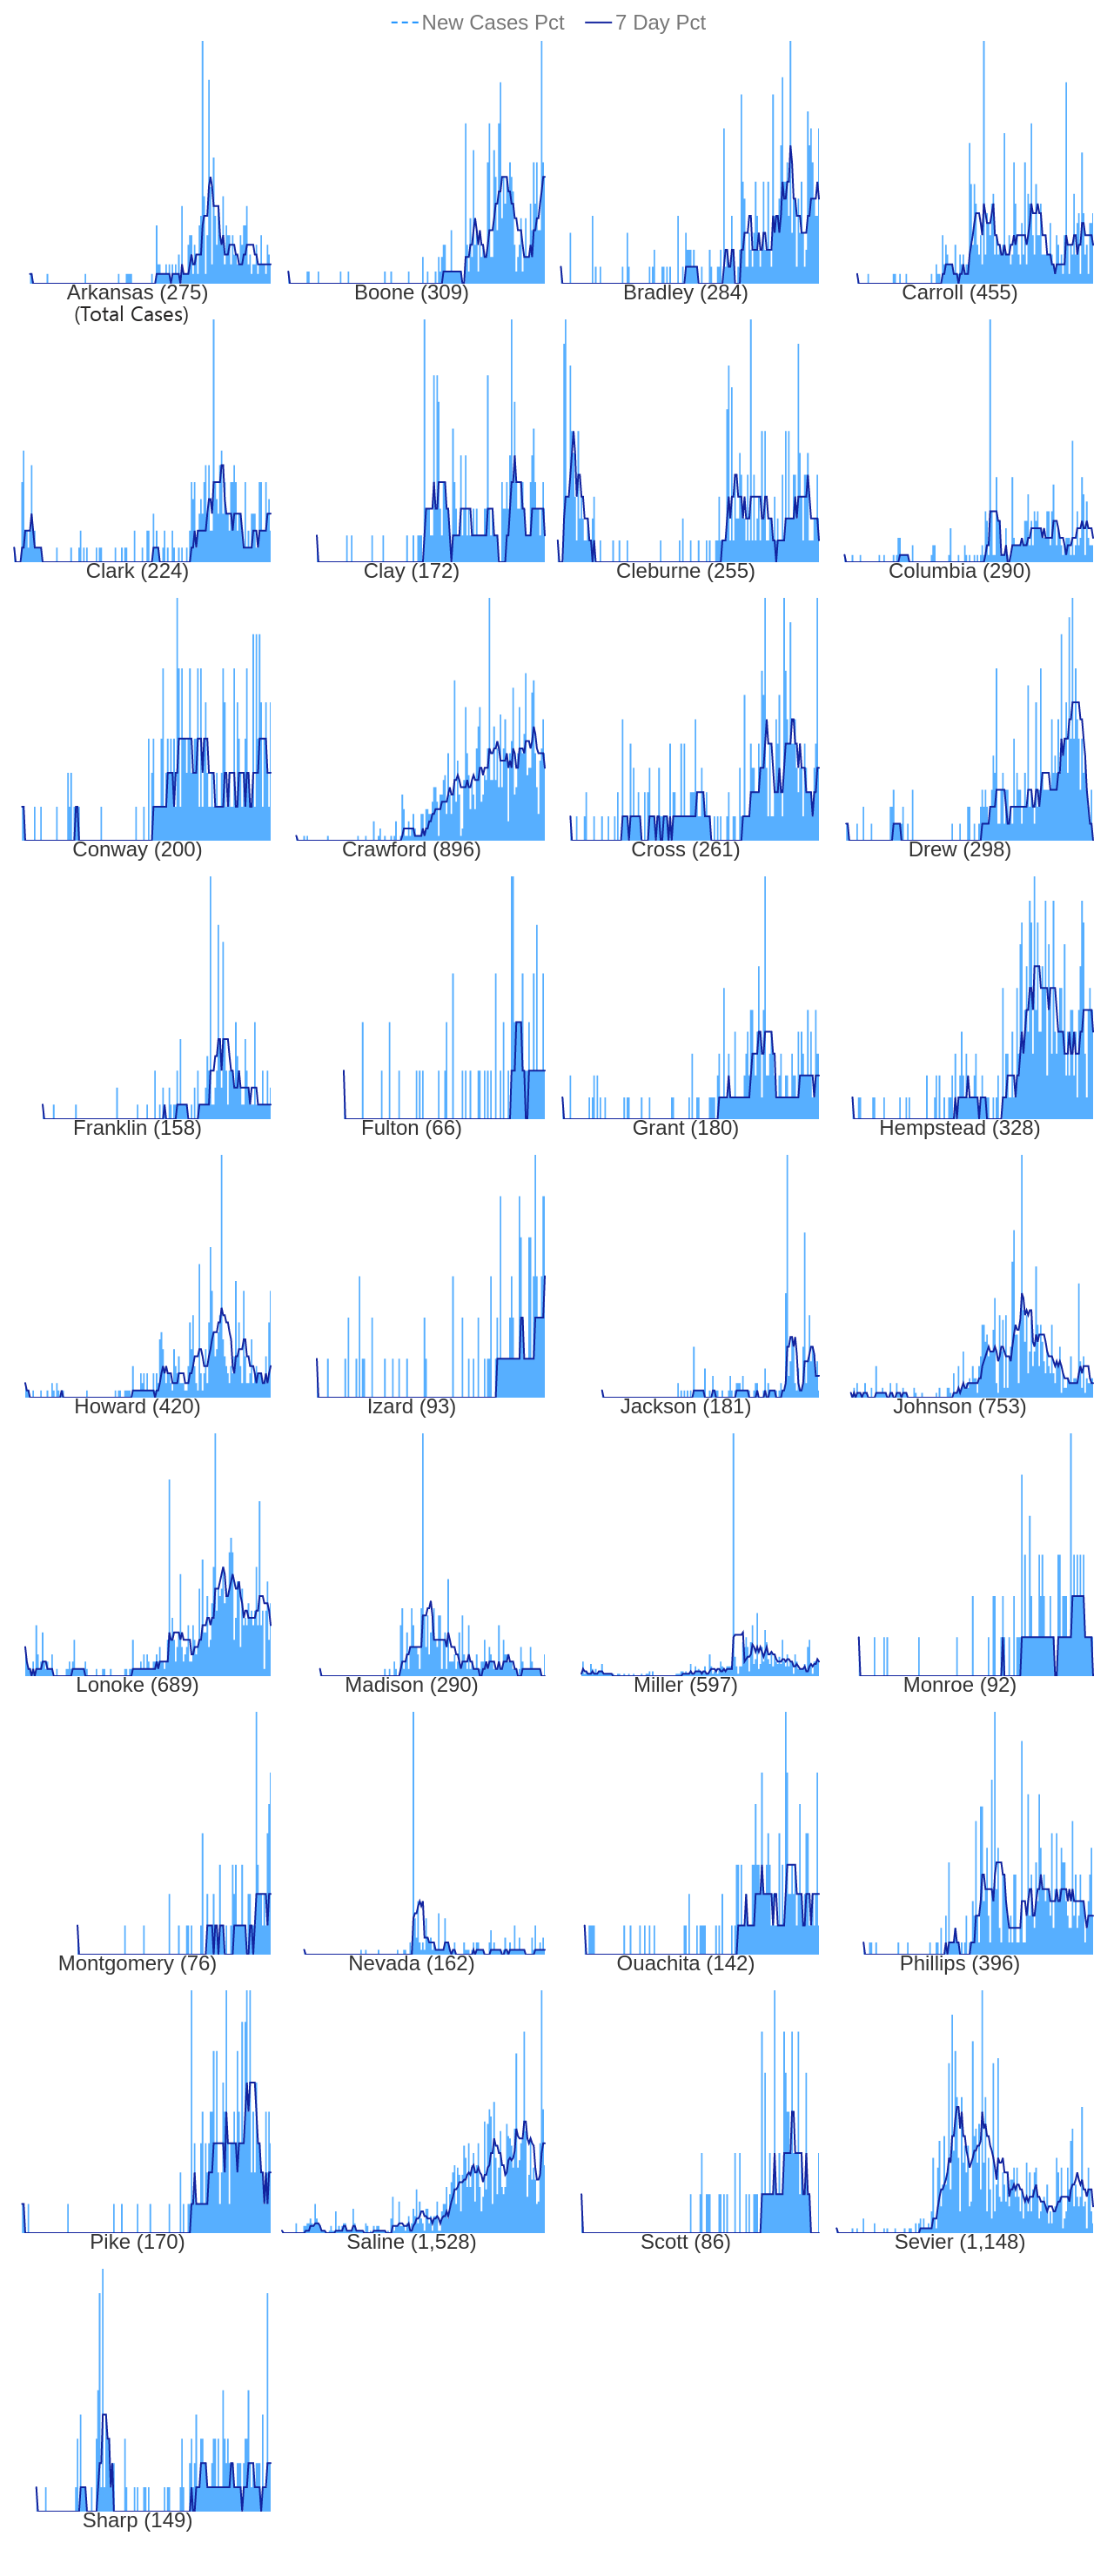 New Cases Pct 7 Day Pct
Arkansas (275) Boone (309) Bradley (284) Carroll (455)
(Total Cases)
Clark (224) Clay (172) Cleburne (255) Columbia (290)
Conway (200) Crawford (896) Cross (261) Drew (298)
Franklin (158) Fulton (66) Grant (180) Hempstead (328)
Howard (420) Izard (93) Jackson (181) Johnson (753)
Lonoke (689) Madison (290) Miller (597) Monroe (92)
Montgomery (76) Nevada (162) Ouachita (142) Phillips (396)
Pike (170) Saline (1,528) Scott (86) Sevier (1,148)
Sharp (149)